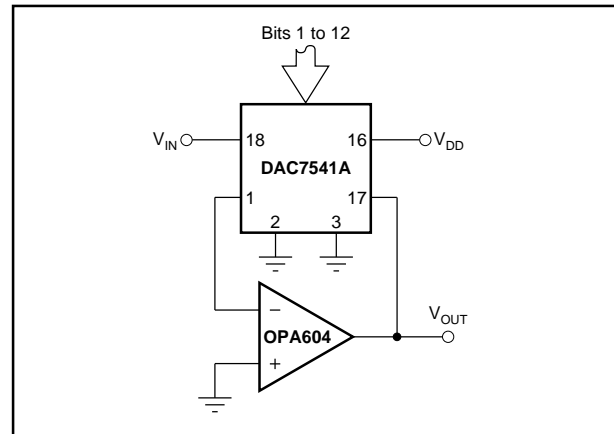 Bits 1 to 12
V_IN 18 16 V_DD
DAC7541A
1 17
2 3
V_OUT
−
OPA604
+